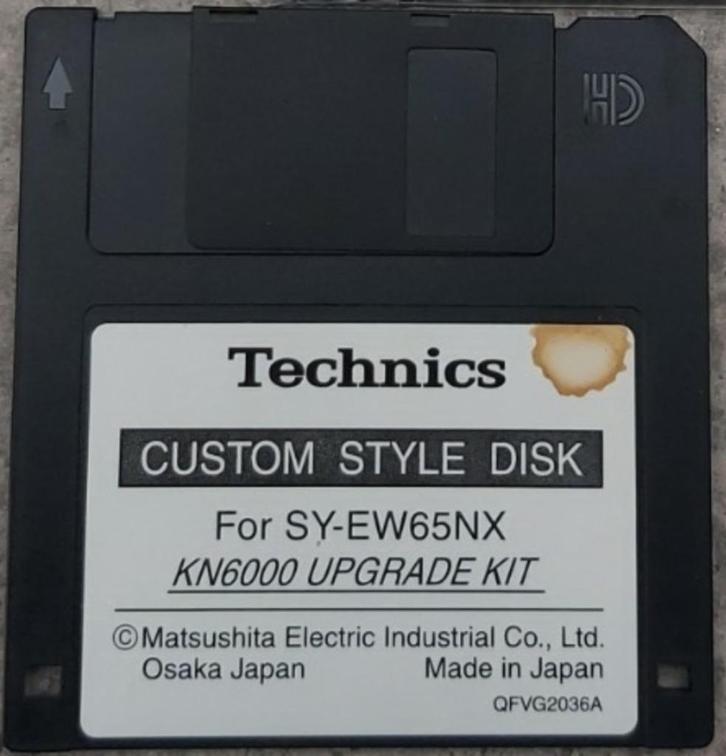 HD
Technics
CUSTOM STYLE DISK
For SY-EW65NX
KN6000 UPGRADE KIT
©Matsushita Electric Industrial Co., Ltd.
Osaka Japan Made in Japan
QFVG2036A